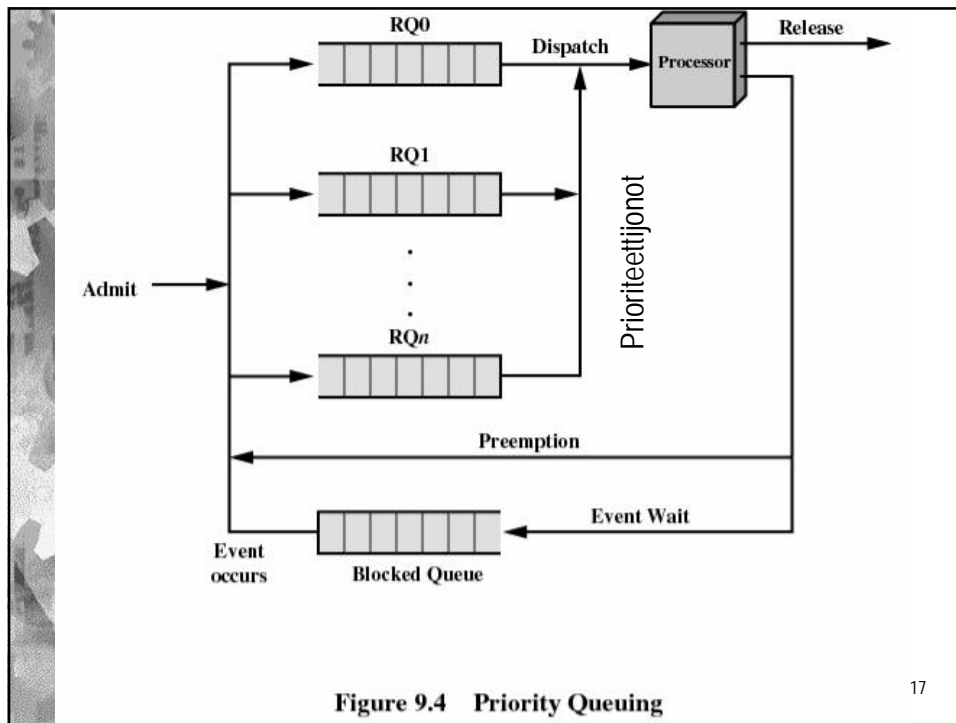 RQ0
Release
Dispatch
Processor
RQ1
Prioriteettijonot
.
.
.
Admit
RQn
Preemption
Event Wait
Event
occurs
Blocked Queue
Figure 9.4 Priority Queuing
17